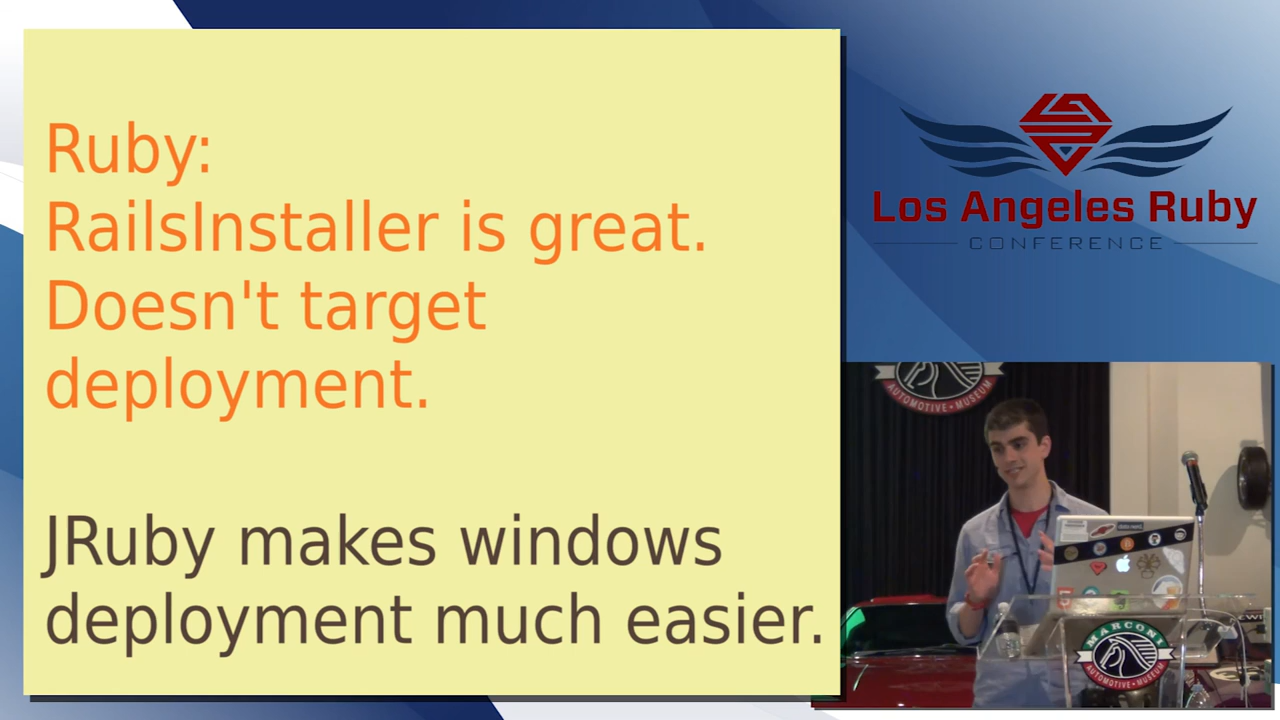 Ruby:
RailsInstaller is great.
Doesn't target
deployment.
JRuby makes windows
deployment much easier.
Los Angeles Ruby
CONFERENCE
AUTOMOTIVE • MUSEUM
MARCONI
AUTOMOTIVE • MUSEUM